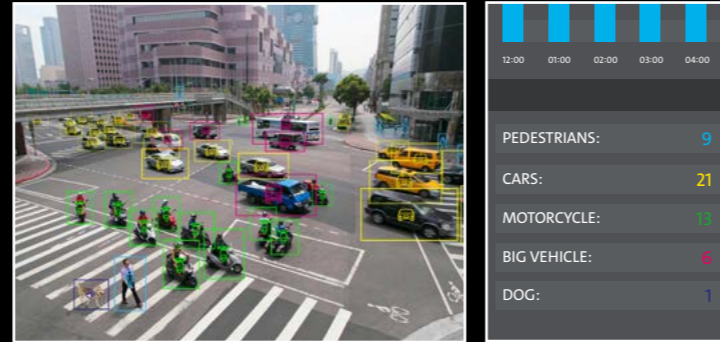 12:00 01:00 02:00 03:00 04:00
PEDESTRIANS: 9
CARS: 21
MOTORCYCLE: 13
BIG VEHICLE: 6
DOG: 1